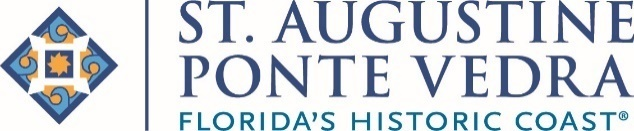 ST. AUGUSTINE
PONTE VEDRA
FLORIDA'S HISTORIC COAST®